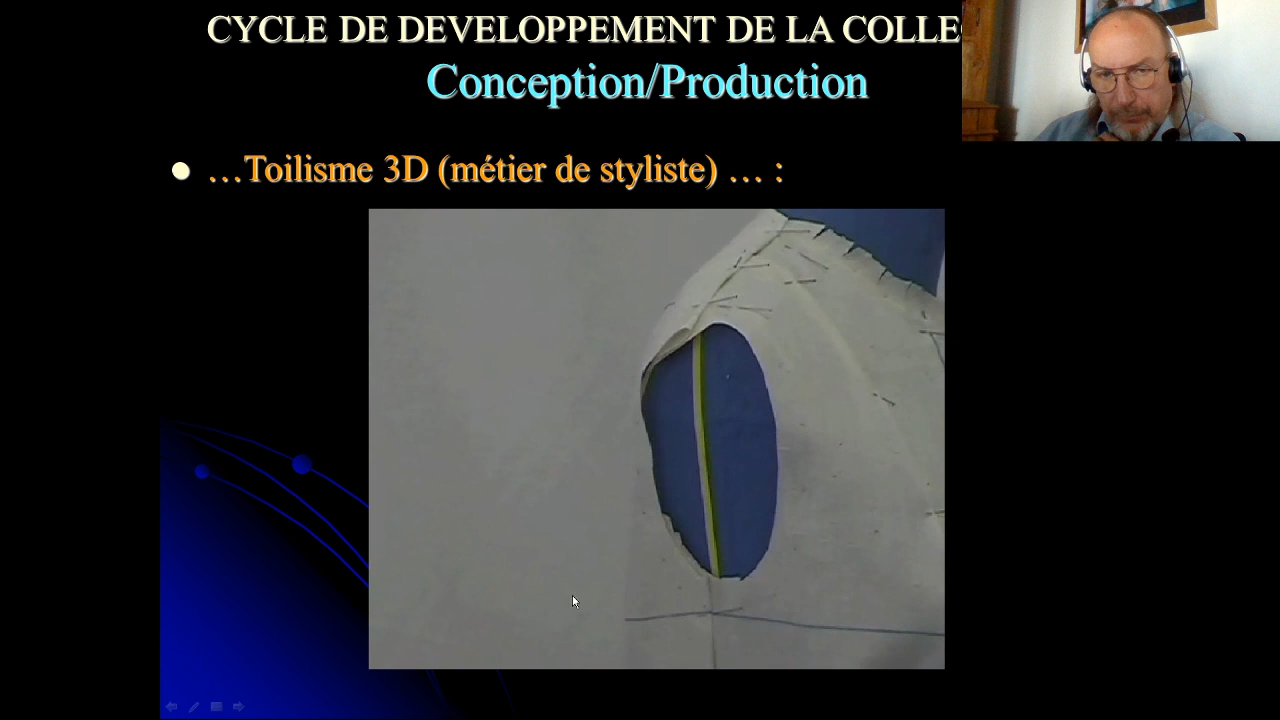 CYCLE DE DEVELOPPEMENT DE LA COLLE
Conception/Production
…Toilisme 3D (métier de styliste) … :